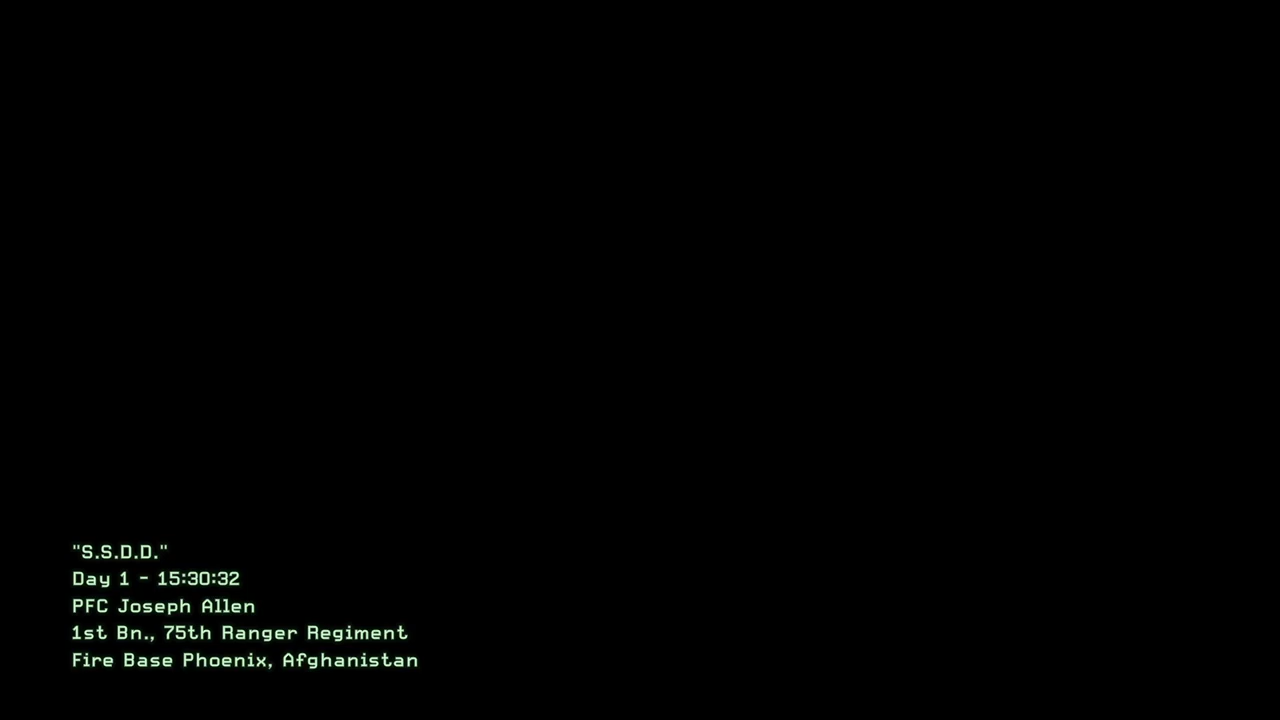 "S.S.D.D."
Day 1 - 15:30:32
PFC Joseph Allen
1st Bn., 75th Ranger Regiment
Fire Base Phoenix, Afghanistan